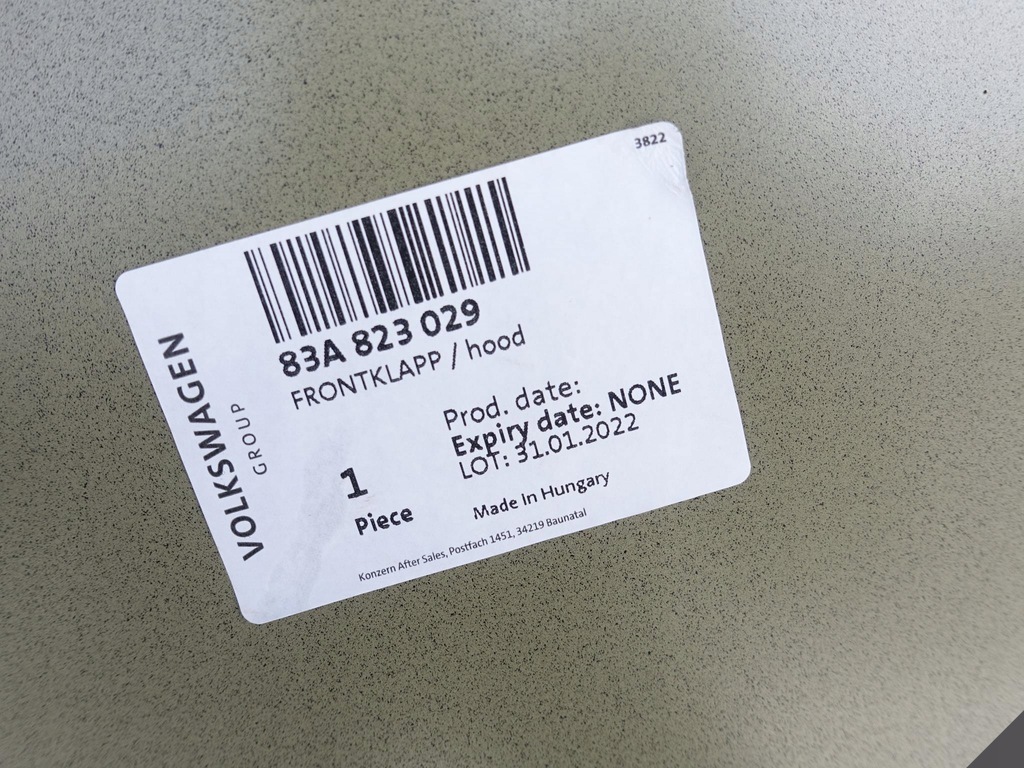 3822
83A 823 029
FRONTKLAPP / hood
VOLKSWAGEN
GROUP
Prod. date:
Expiry date: NONE
LOT: 31.01.2022
1
Piece
Made In Hungary
Konzern After Sales, Postfach 1451, 34219 Baunatal